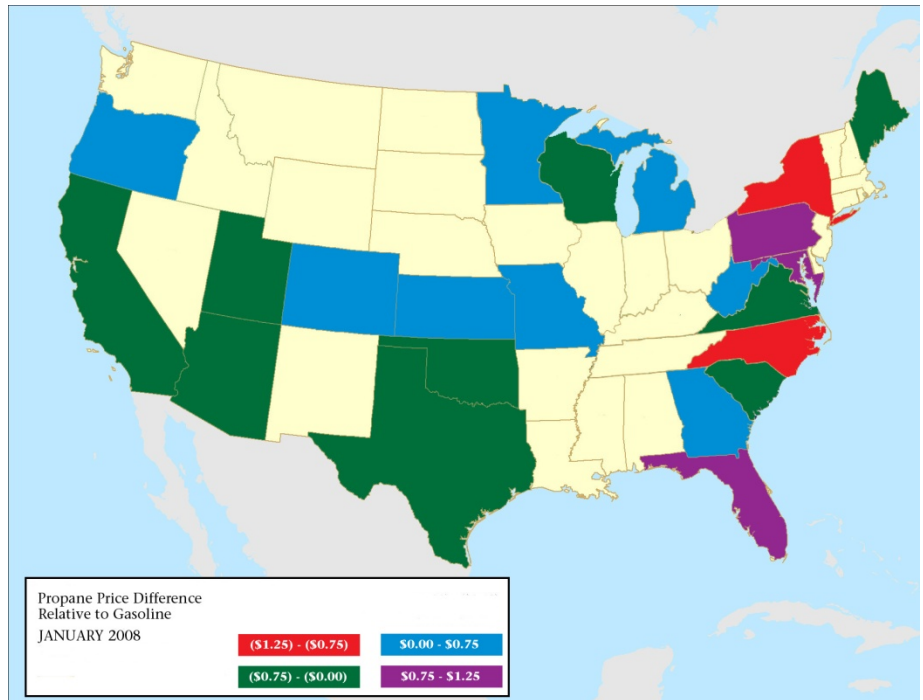 Propane Price Difference
Relative to Gasoline
JANUARY 2008
($1.25) - ($0.75)
$0.00 - $0.75
($0.75) - ($0.00)
$0.75 - $1.25